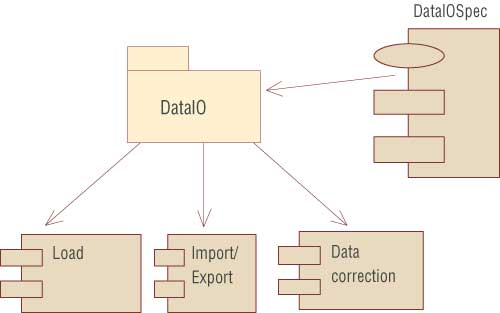 DataIOSpec
DataIO
Load
Import/
Export
Data
correction